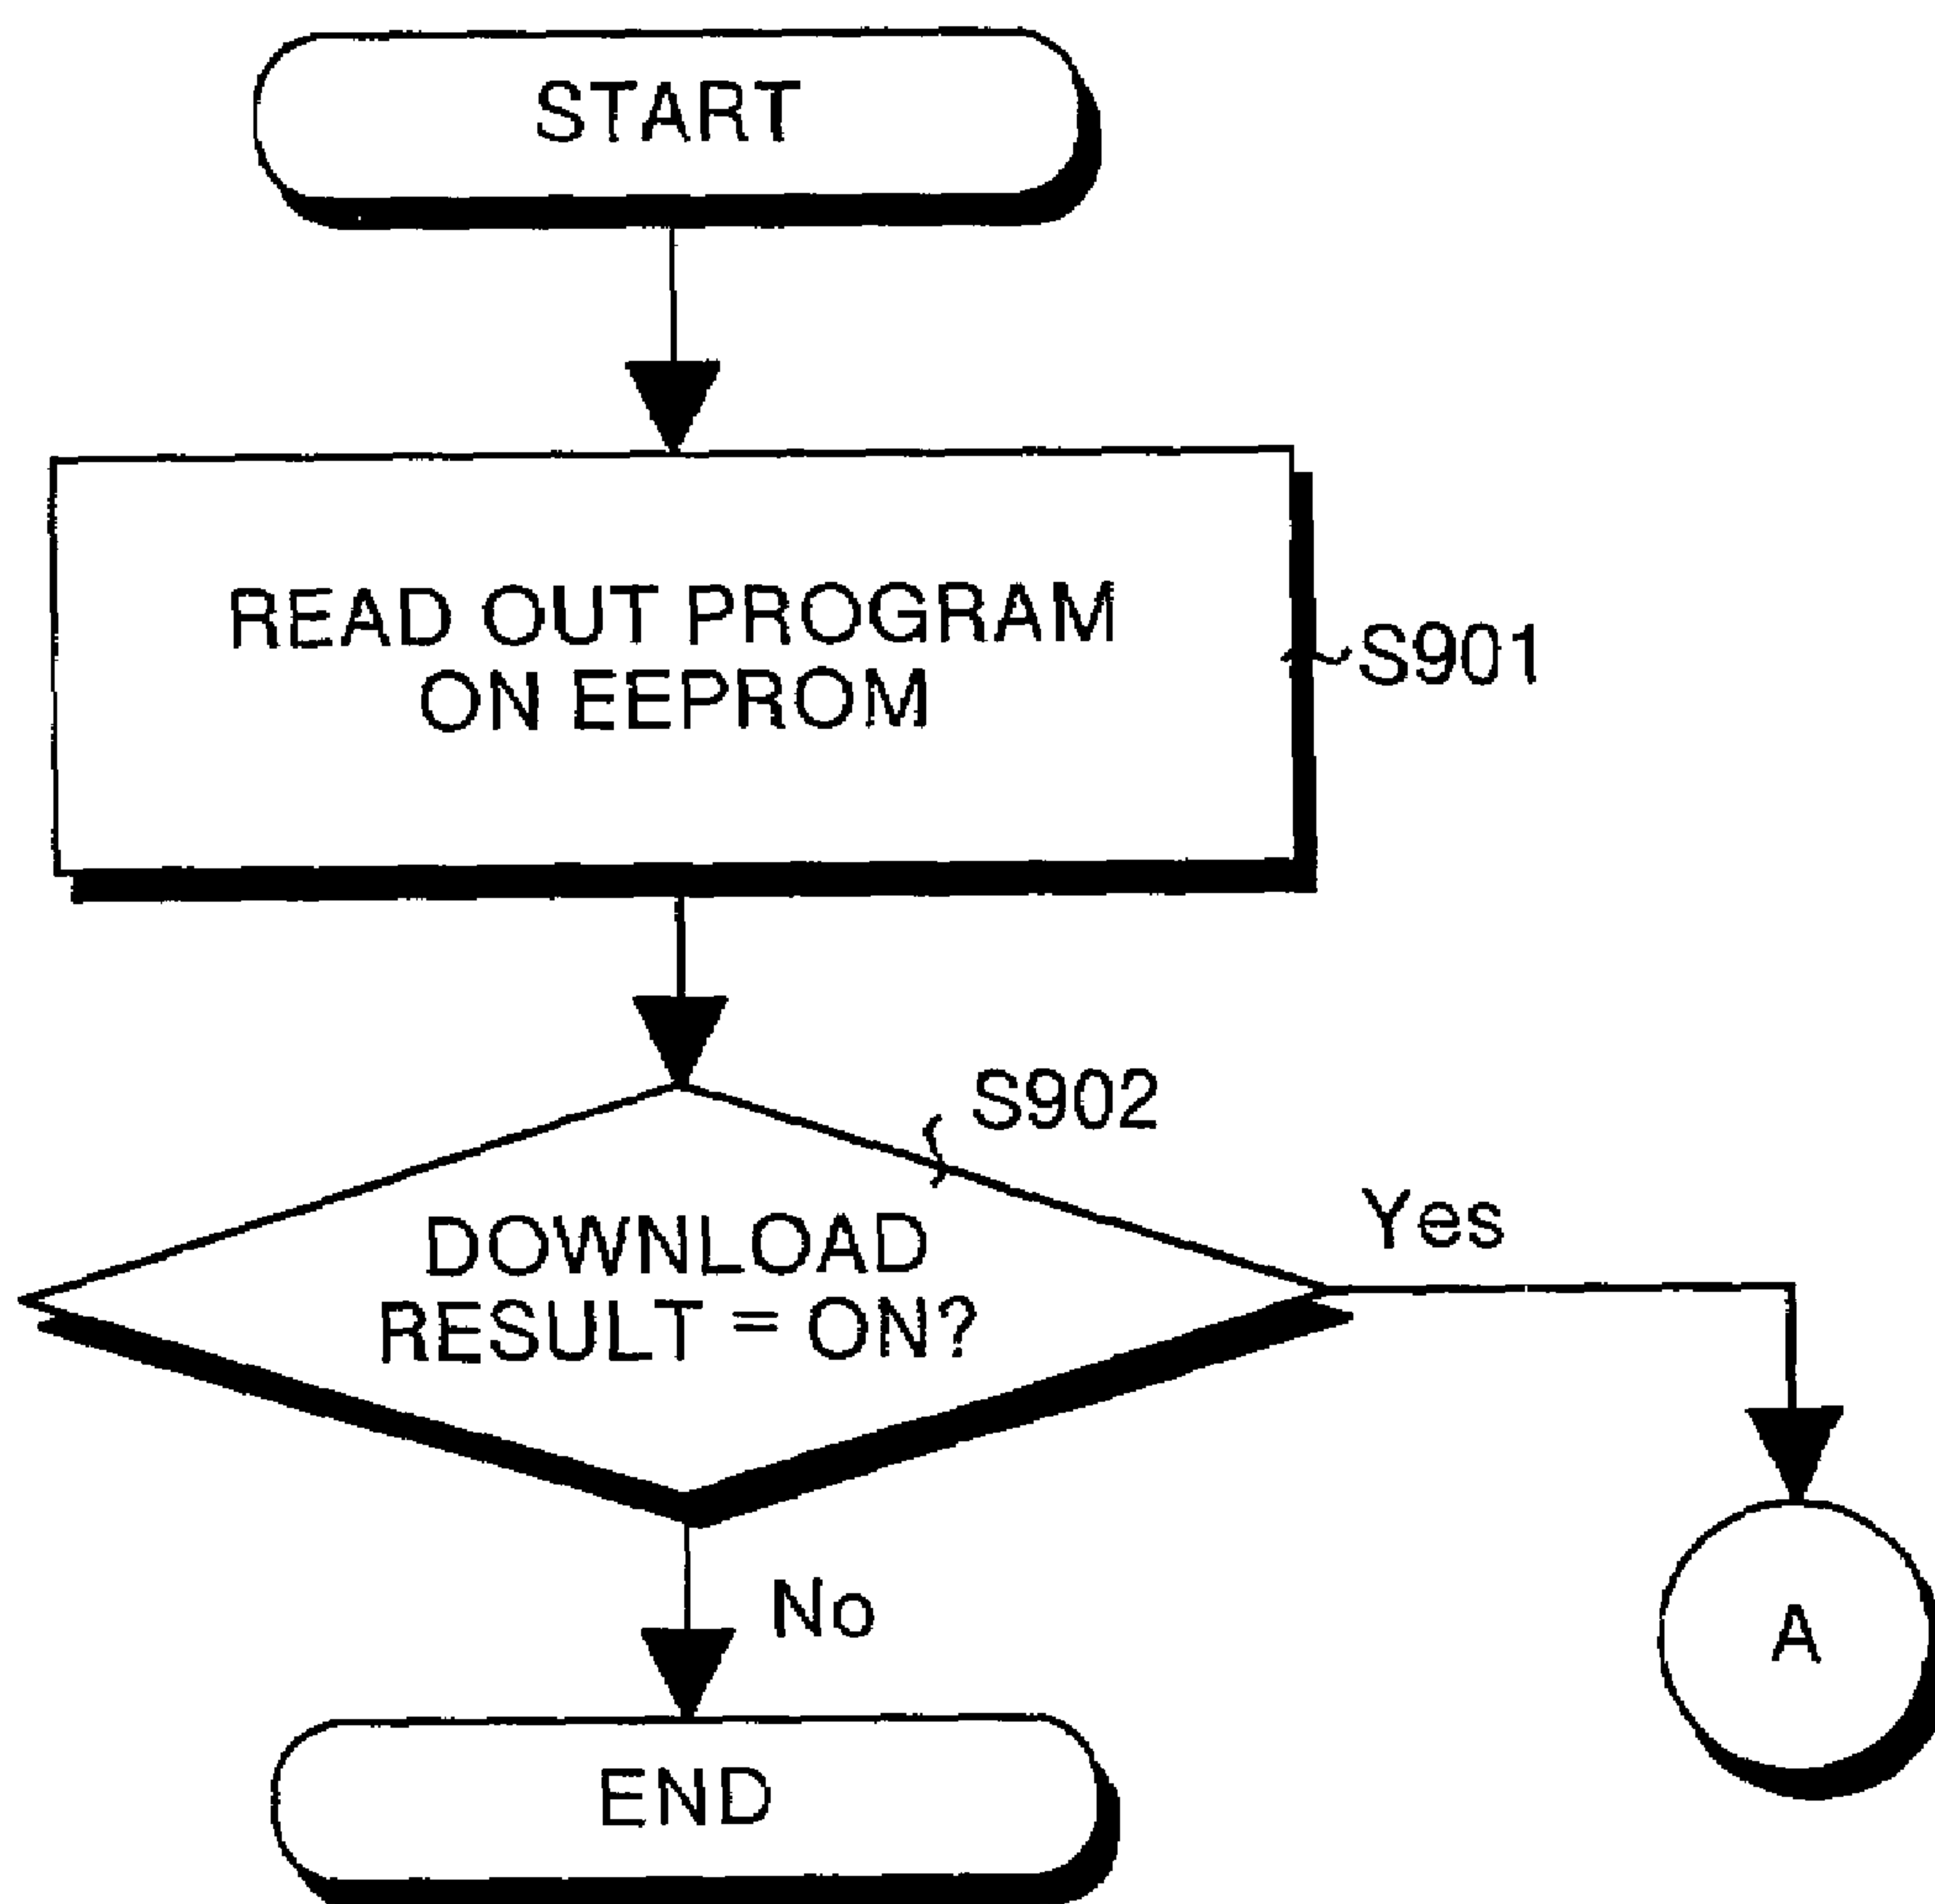 START
READ OUT PROGRAM
ON EEPROM
S901
S902
DOWNLOAD
RESULT = ON?
Yes
No
A
END